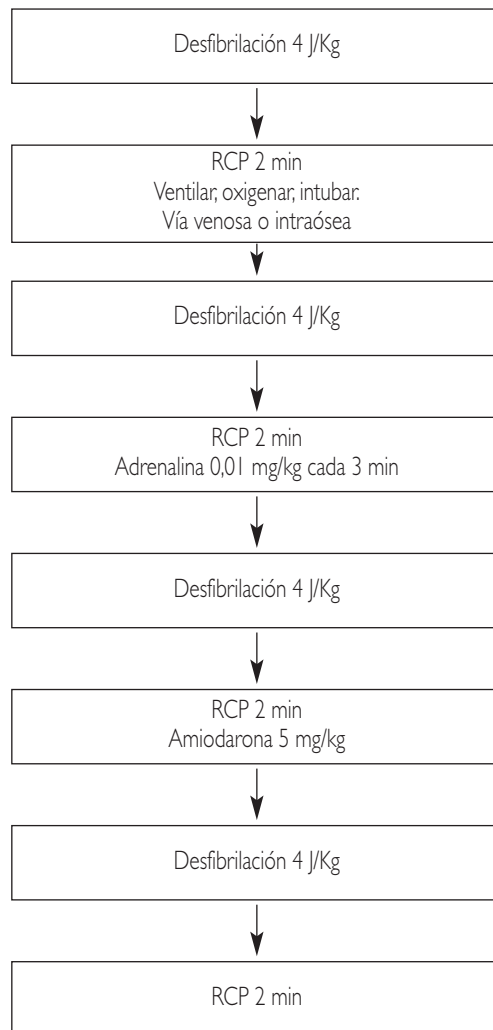 Desfibrilación 4 J/Kg
RCP 2 min
Ventilar, oxigenar, intubar.
Vía venosa o intraósea
Desfibrilación 4 J/Kg
RCP 2 min
Adrenalina 0,01 mg/kg cada 3 min
Desfibrilación 4 J/Kg
RCP 2 min
Amiodarona 5 mg/kg
Desfibrilación 4 J/Kg
RCP 2 min